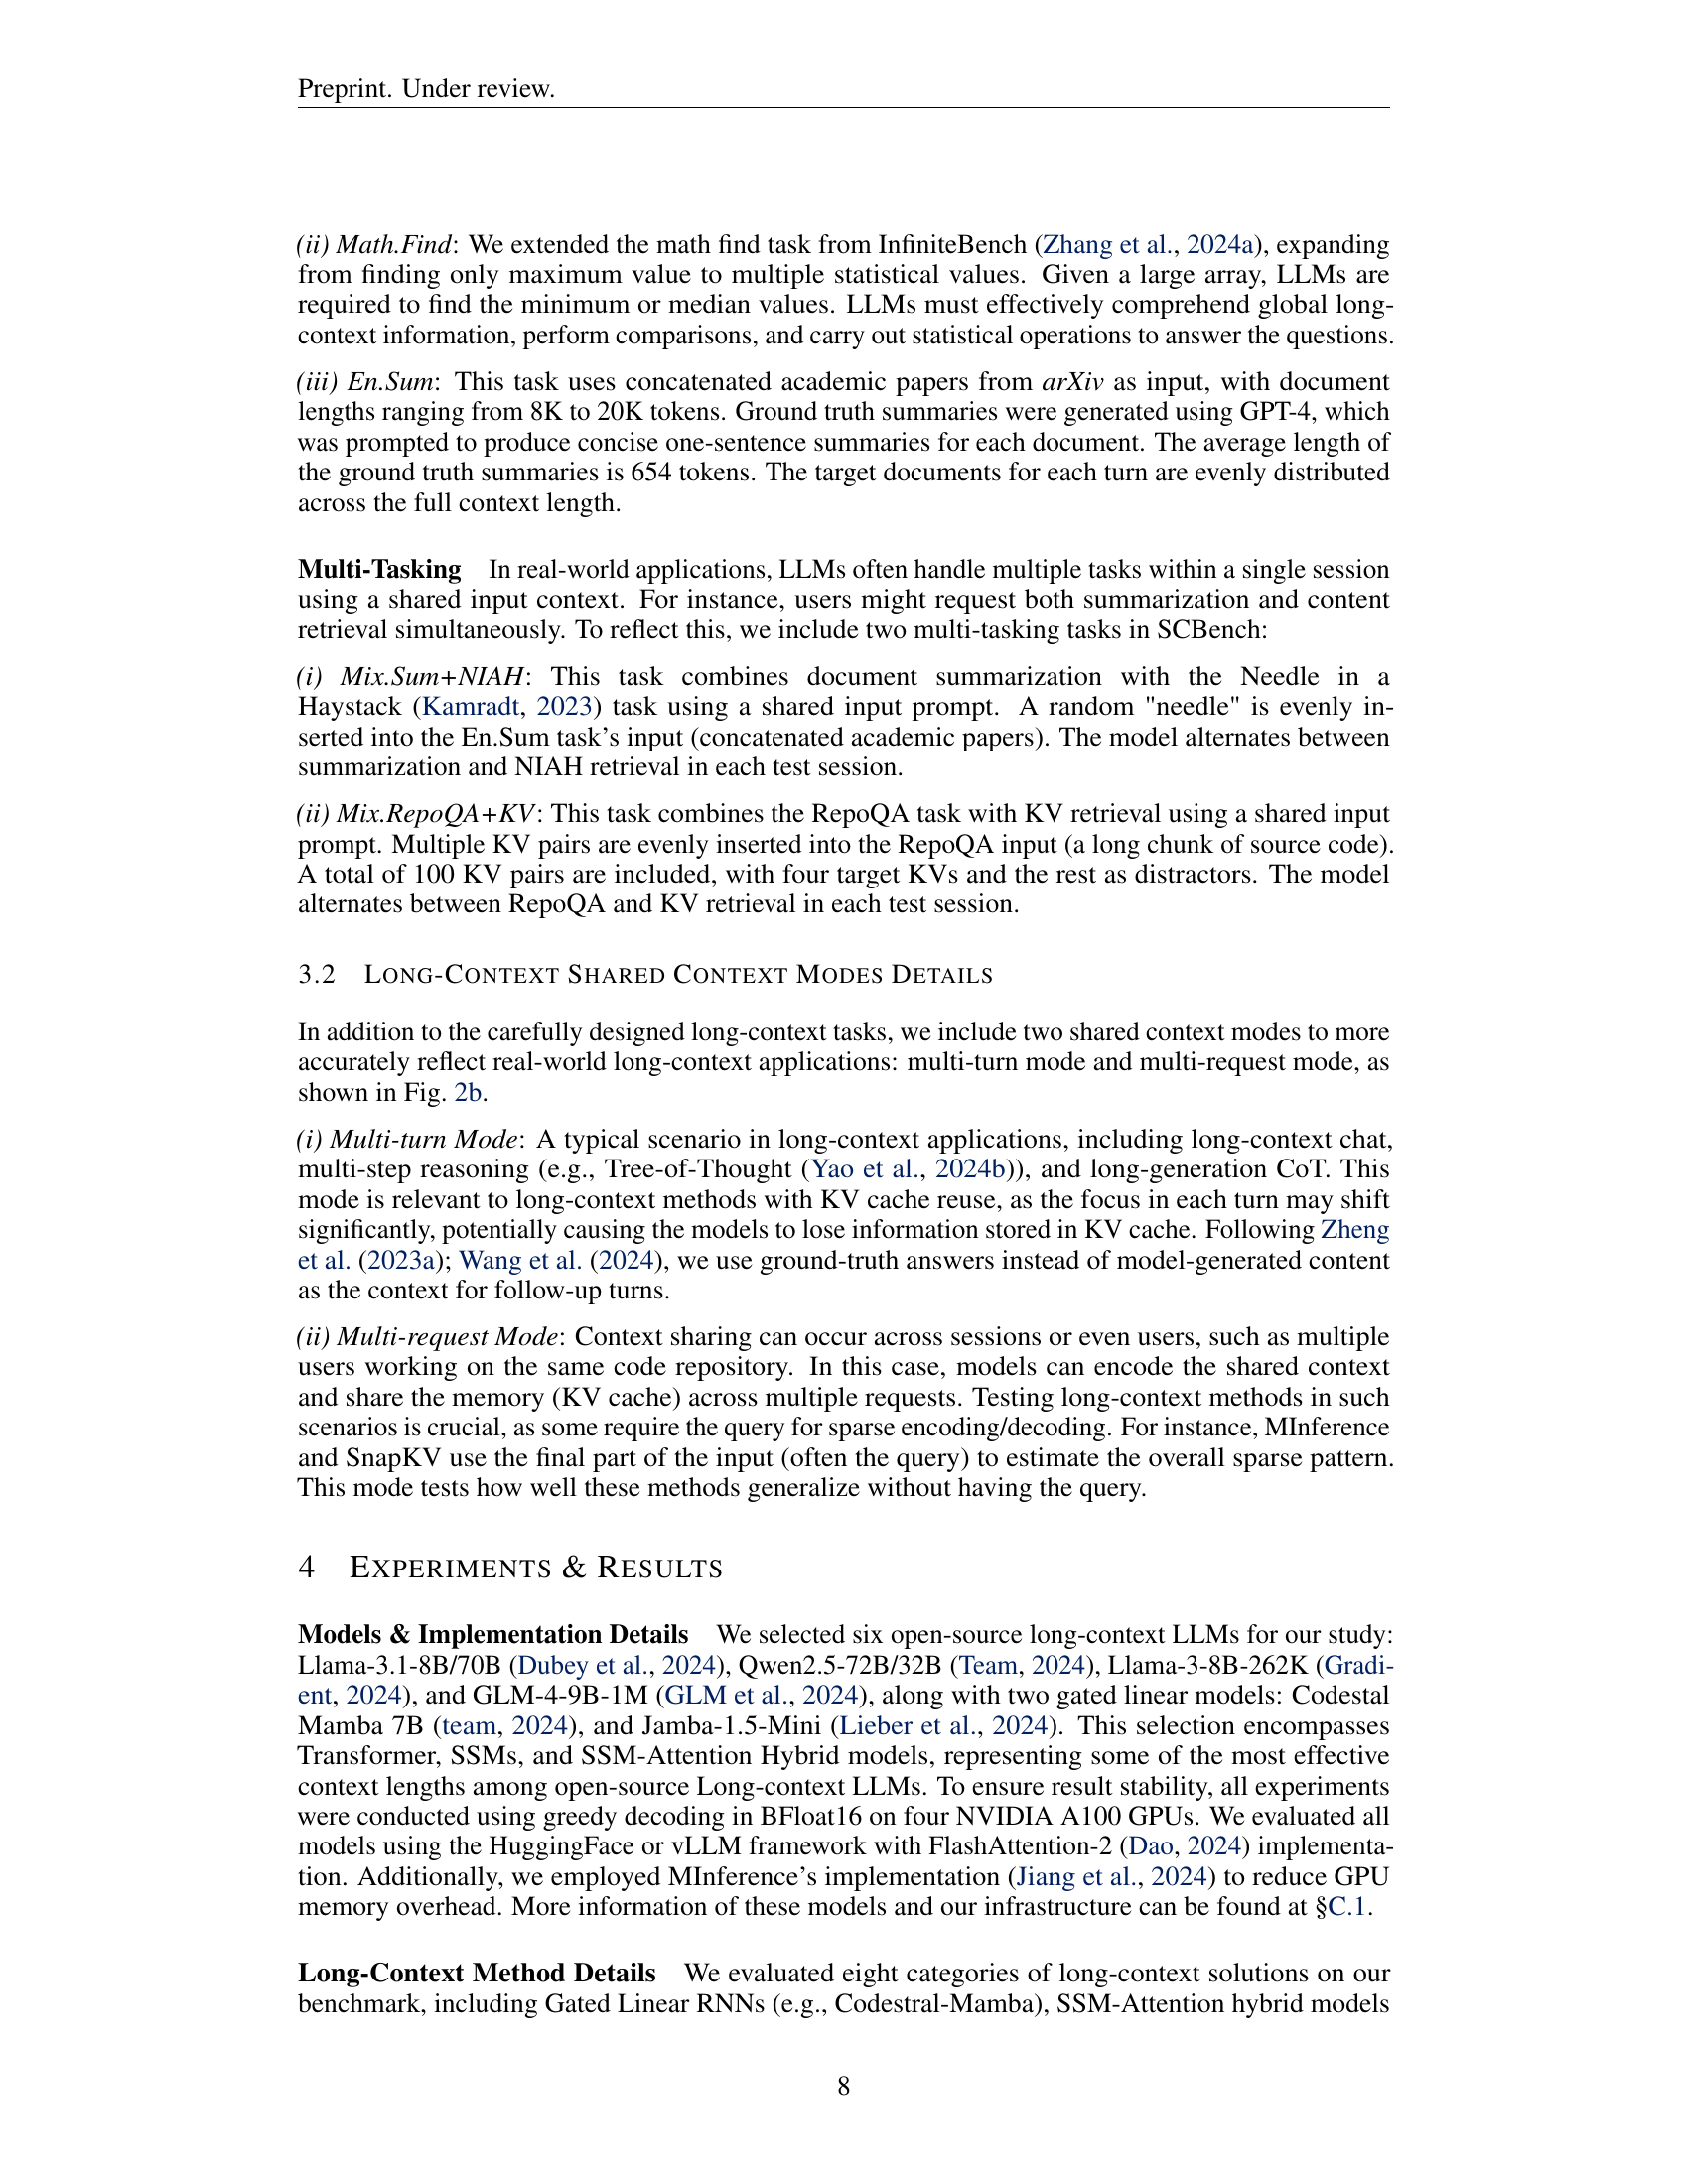 Preprint. Under review.
(ii) Math.Find: We extended the math find task from InfiniteBench (Zhang et al., 2024a), expanding
from finding only maximum value to multiple statistical values. Given a large array, LLMs are
required to find the minimum or median values. LLMs must effectively comprehend global long-
context information, perform comparisons, and carry out statistical operations to answer the questions.
(iii) En.Sum: This task uses concatenated academic papers from arXiv as input, with document
lengths ranging from 8K to 20K tokens. Ground truth summaries were generated using GPT-4, which
was prompted to produce concise one-sentence summaries for each document. The average length of
the ground truth summaries is 654 tokens. The target documents for each turn are evenly distributed
across the full context length.
Multi-Tasking In real-world applications, LLMs often handle multiple tasks within a single session
using a shared input context. For instance, users might request both summarization and content
retrieval simultaneously. To reflect this, we include two multi-tasking tasks in SCBench:
(i) Mix.Sum+NIAH: This task combines document summarization with the Needle in a
Haystack (Kamradt, 2023) task using a shared input prompt. A random "needle" is evenly in-
serted into the En.Sum task's input (concatenated academic papers). The model alternates between
summarization and NIAH retrieval in each test session.
(ii) Mix.RepoQA+KV: This task combines the RepoQA task with KV retrieval using a shared input
prompt. Multiple KV pairs are evenly inserted into the RepoQA input (a long chunk of source code).
A total of 100 KV pairs are included, with four target KVs and the rest as distractors. The model
alternates between RepoQA and KV retrieval in each test session.
3.2 LONG-CONTEXT SHARED CONTEXT MODES DETAILS
In addition to the carefully designed long-context tasks, we include two shared context modes to more
accurately reflect real-world long-context applications: multi-turn mode and multi-request mode, as
shown in Fig. 2b.
(i) Multi-turn Mode: A typical scenario in long-context applications, including long-context chat,
multi-step reasoning (e.g., Tree-of-Thought (Yao et al., 2024b)), and long-generation CoT. This
mode is relevant to long-context methods with KV cache reuse, as the focus in each turn may shift
significantly, potentially causing the models to lose information stored in KV cache. Following Zheng
et al. (2023a); Wang et al. (2024), we use ground-truth answers instead of model-generated content
as the context for follow-up turns.
(ii) Multi-request Mode: Context sharing can occur across sessions or even users, such as multiple
users working on the same code repository. In this case, models can encode the shared context
and share the memory (KV cache) across multiple requests. Testing long-context methods in such
scenarios is crucial, as some require the query for sparse encoding/decoding. For instance, MInference
and SnapKV use the final part of the input (often the query) to estimate the overall sparse pattern.
This mode tests how well these methods generalize without having the query.
4 EXPERIMENTS & RESULTS
Models & Implementation Details We selected six open-source long-context LLMs for our study:
Llama-3.1-8B/70B (Dubey et al., 2024), Qwen2.5-72B/32B (Team, 2024), Llama-3-8B-262K (Gradi-
ent, 2024), and GLM-4-9B-1M (GLM et al., 2024), along with two gated linear models: Codestal
Mamba 7B (team, 2024), and Jamba-1.5-Mini (Lieber et al., 2024). This selection encompasses
Transformer, SSMs, and SSM-Attention Hybrid models, representing some of the most effective
context lengths among open-source Long-context LLMs. To ensure result stability, all experiments
were conducted using greedy decoding in BFloat16 on four NVIDIA A100 GPUs. We evaluated all
models using the HuggingFace or vLLM framework with FlashAttention-2 (Dao, 2024) implementa-
tion. Additionally, we employed MInference's implementation (Jiang et al., 2024) to reduce GPU
memory overhead. More information of these models and our infrastructure can be found at §C.1.
Long-Context Method Details We evaluated eight categories of long-context solutions on our
benchmark, including Gated Linear RNNs (e.g., Codestral-Mamba), SSM-Attention hybrid models
8